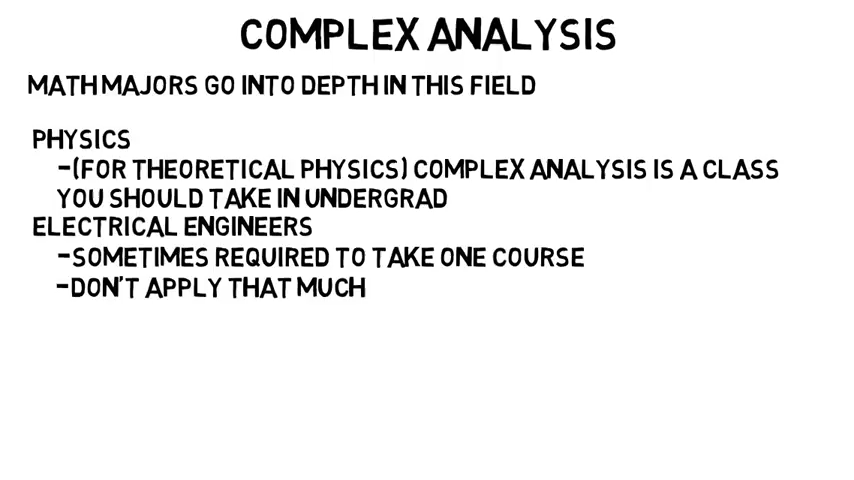 COMPLEX ANALYSIS
MATH MAJORS GO INTO DEPTH IN THIS FIELD
PHYSICS
-(FOR THEORETICAL PHYSICS) COMPLEX ANALYSIS IS A CLASS
YOU SHOULD TAKE IN UNDERGRAD
ELECTRICAL ENGINEERS
-SOMETIMES REQUIRED TO TAKE ONE COURSE
-DON'T APPLY THAT MUCH